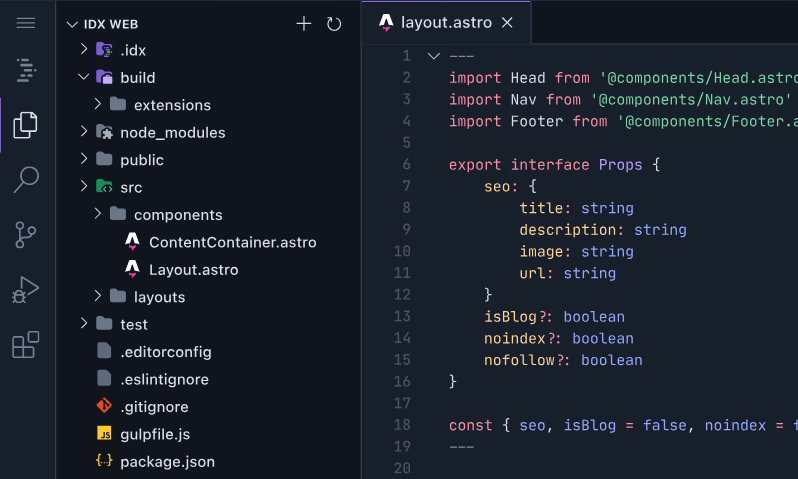 IDX WEB
.idx
build
extensions
node_modules
public
src
components
ContentContainer.astro
Layout.astro
layouts
test
.editorconfig
.eslintignore
.gitignore
JS gulpfile.js
{..} package.json
layout.astro
1 ---
2 import Head from '@components/Head.astro
3 import Nav from '@components/Nav.astro'
4 import Footer from '@components/Footer.a
5
6 export interface Props {
7 seo: {
8 title: string
9 description: string
10 image: string
11 url: string
12 }
13 isBlog?: boolean
14 noindex?: boolean
15 nofollow?: boolean
16 }
17
18 const { seo, isBlog = false, noindex = f
19 ---
20